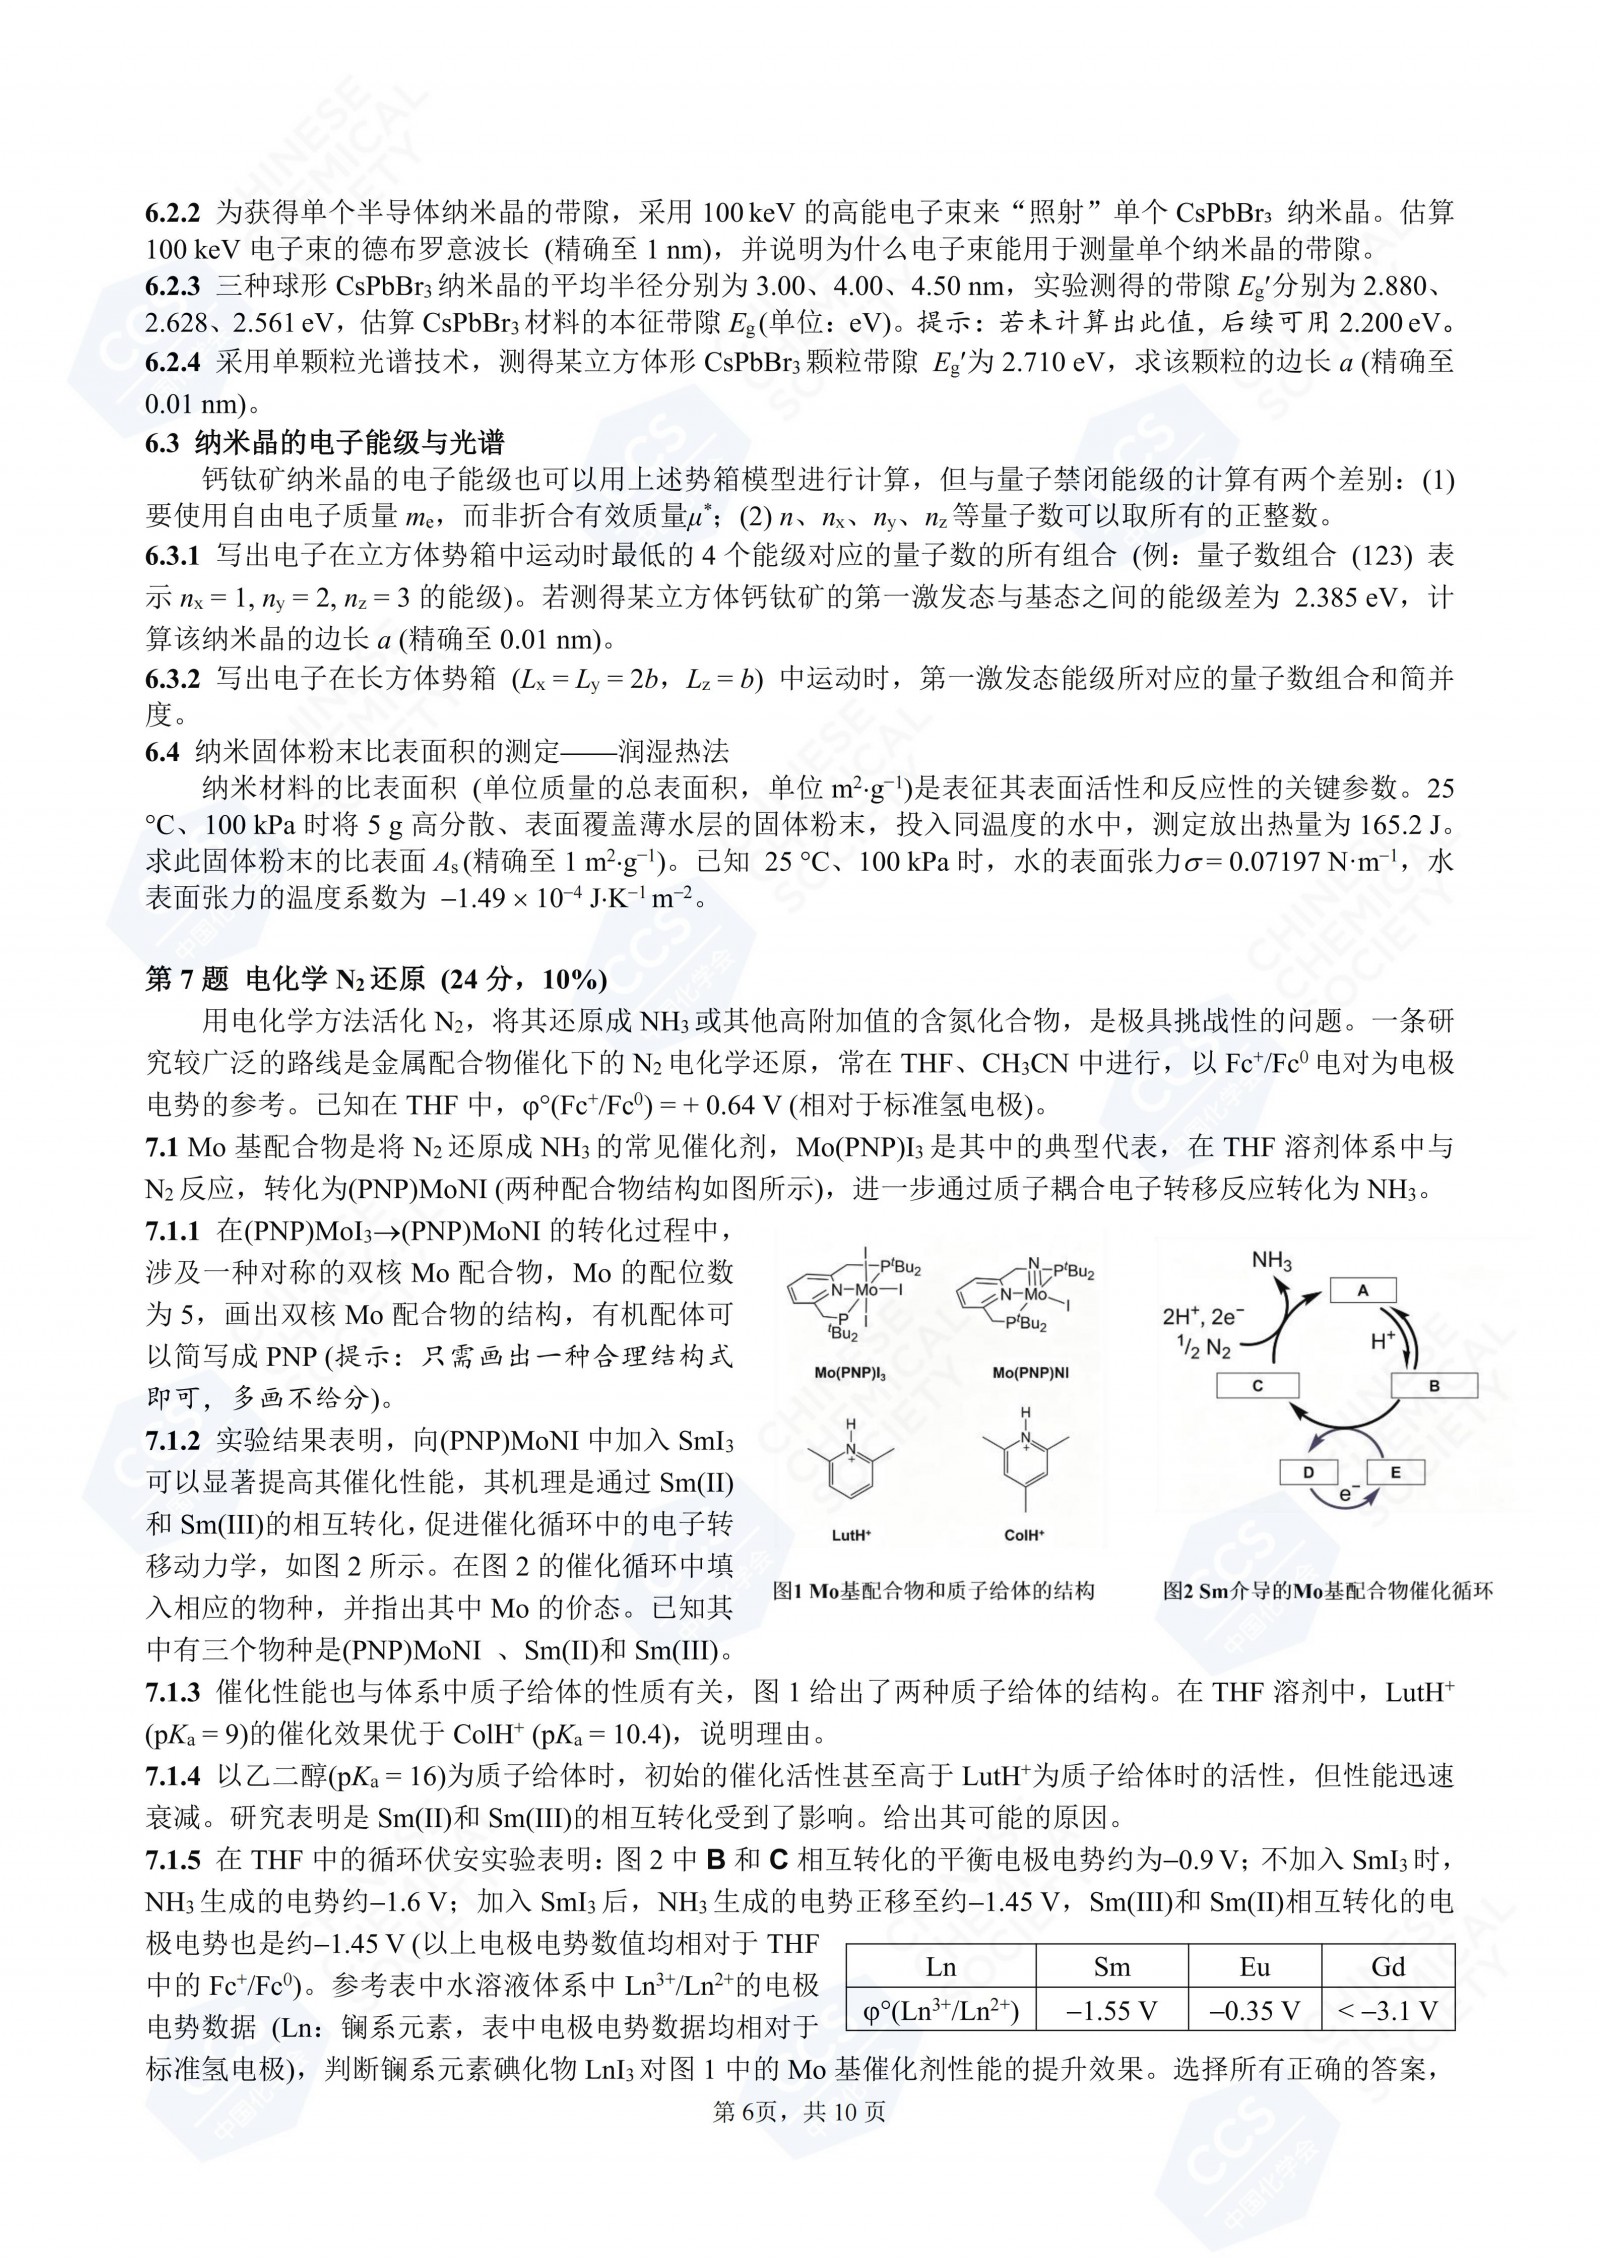 6.2.2 为获得单个半导体纳米晶的带隙，采用 100 keV 的高能电子束来“照射”单个 CsPbBr₃ 纳米晶。估算
100 keV 电子束的德布罗意波长 (精确至 1 nm)，并说明为什么电子束能用于测量单个纳米晶的带隙。
6.2.3 三种球形 CsPbBr₃ 纳米晶的平均半径分别为 3.00、4.00、4.50 nm，实验测得的带隙 Eg′分别为 2.880、
2.628、2.561 eV，估算 CsPbBr₃ 材料的本征带隙 Eg (单位：eV)。提示：若未计算出此值，后续可用 2.200 eV。
6.2.4 采用单颗粒光谱技术，测得某立方体形 CsPbBr₃ 颗粒带隙 Eg′为 2.710 eV，求该颗粒的边长 a (精确至
0.01 nm)。
6.3 纳米晶的电子能级与光谱
钙钛矿纳米晶的电子能级也可以用上述势箱模型进行计算，但与量子禁闭能级的计算有两个差别：(1)
要使用自由电子质量 me，而非折合有效质量μ*；(2) n、nx、ny、nz 等量子数可以取所有的正整数。
6.3.1 写出电子在立方体势箱中运动时最低的 4 个能级对应的量子数的所有组合 (例：量子数组合 (123) 表
示 nx = 1, ny = 2, nz = 3 的能级)。若测得某立方体钙钛矿的第一激发态与基态之间的能级差为 2.385 eV，计
算该纳米晶的边长 a (精确至 0.01 nm)。
6.3.2 写出电子在长方体势箱 (Lx = Ly = 2b，Lz = b) 中运动时，第一激发态能级所对应的量子数组合和简并
度。
6.4 纳米固体粉末比表面积的测定——润湿热法
纳米材料的比表面积 (单位质量的总表面积，单位 m²·g⁻¹)是表征其表面活性和反应性的关键参数。25
°C、100 kPa 时将 5 g 高分散、表面覆盖薄水层的固体粉末，投入同温度的水中，测定放出热量为 165.2 J。
求此固体粉末的比表面 As (精确至 1 m²·g⁻¹)。已知 25 °C、100 kPa 时，水的表面张力σ = 0.07197 N·m⁻¹，水
表面张力的温度系数为 –1.49 × 10⁻⁴ J·K⁻¹ m⁻²。
第 7 题 电化学 N₂ 还原 (24 分，10%)
用电化学方法活化 N₂，将其还原成 NH₃ 或其他高附加值的含氮化合物，是极具挑战性的问题。一条研
究较广泛的路线是金属配合物催化下的 N₂ 电化学还原，常在 THF、CH₃CN 中进行，以 Fc⁺/Fc⁰ 电对为电极
电势的参考。已知在 THF 中，φ°(Fc⁺/Fc⁰) = + 0.64 V (相对于标准氢电极)。
7.1 Mo 基配合物是将 N₂ 还原成 NH₃ 的常见催化剂，Mo(PNP)I₃ 是其中的典型代表，在 THF 溶剂体系中与
N₂ 反应，转化为(PNP)MoNI (两种配合物结构如图所示)，进一步通过质子耦合电子转移反应转化为 NH₃。
7.1.1 在(PNP)MoI₃→(PNP)MoNI 的转化过程中，
涉及一种对称的双核 Mo 配合物，Mo 的配位数
为 5，画出双核 Mo 配合物的结构，有机配体可
以简写成 PNP (提示：只需画出一种合理结构式
即可，多画不给分)。
7.1.2 实验结果表明，向(PNP)MoNI 中加入 SmI₃
可以显著提高其催化性能，其机理是通过 Sm(II)
和 Sm(III)的相互转化，促进催化循环中的电子转
移动力学，如图 2 所示。在图 2 的催化循环中填
入相应的物种，并指出其中 Mo 的价态。已知其
中有三个物种是(PNP)MoNI 、Sm(II)和 Sm(III)。
I
PᵗBu₂
N–Mo–I
P
I
ᵗBu₂
Mo(PNP)I₃
N
PᵗBu₂
N–Mo
I
PᵗBu₂
Mo(PNP)NI
H
N
+
LutH⁺
H
N
+
ColH⁺
图1 Mo基配合物和质子给体的结构
NH₃
A
2H⁺, 2e⁻
½ N₂
H⁺
C
B
D
E
e⁻
图2 Sm介导的Mo基配合物催化循环
7.1.3 催化性能也与体系中质子给体的性质有关，图 1 给出了两种质子给体的结构。在 THF 溶剂中，LutH⁺
(pKa = 9)的催化效果优于 ColH⁺ (pKa = 10.4)，说明理由。
7.1.4 以乙二醇(pKa = 16)为质子给体时，初始的催化活性甚至高于 LutH⁺为质子给体时的活性，但性能迅速
衰减。研究表明是 Sm(II)和 Sm(III)的相互转化受到了影响。给出其可能的原因。
7.1.5 在 THF 中的循环伏安实验表明：图 2 中 B 和 C 相互转化的平衡电极电势约为–0.9 V；不加入 SmI₃ 时，
NH₃ 生成的电势约–1.6 V；加入 SmI₃ 后，NH₃ 生成的电势正移至约–1.45 V，Sm(III)和 Sm(II)相互转化的电
极电势也是约–1.45 V (以上电极电势数值均相对于 THF
中的 Fc⁺/Fc⁰)。参考表中水溶液体系中 Ln³⁺/Ln²⁺的电极
电势数据 (Ln：镧系元素，表中电极电势数据均相对于
Ln Sm Eu Gd
φ°(Ln³⁺/Ln²⁺) –1.55 V –0.35 V < –3.1 V
标准氢电极)，判断镧系元素碘化物 LnI₃ 对图 1 中的 Mo 基催化剂性能的提升效果。选择所有正确的答案，
第 6页，共 10 页